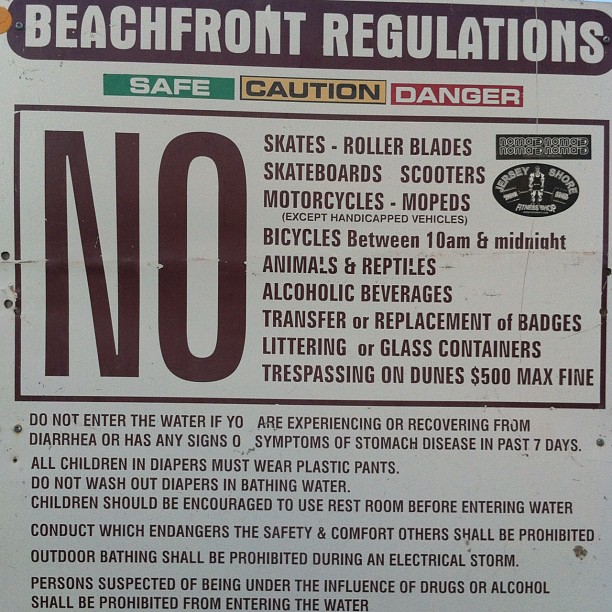 BEACHFRONT REGULATIONS
SAFE CAUTION DANGER
NO
SKATES - ROLLER BLADES
SKATEBOARDS SCOOTERS
MOTORCYCLES - MOPEDS
(EXCEPT HANDICAPPED VEHICLES)
BICYCLES Between 10am & midnight
ANIMALS & REPTILES
ALCOHOLIC BEVERAGES
TRANSFER or REPLACEMENT of BADGES
LITTERING or GLASS CONTAINERS
TRESPASSING ON DUNES $500 MAX FINE
JERSEY SHORE
FITNESS SHOP
DO NOT ENTER THE WATER IF YO ARE EXPERIENCING OR RECOVERING FROM
DIARRHEA OR HAS ANY SIGNS O SYMPTOMS OF STOMACH DISEASE IN PAST 7 DAYS.
ALL CHILDREN IN DIAPERS MUST WEAR PLASTIC PANTS.
DO NOT WASH OUT DIAPERS IN BATHING WATER.
CHILDREN SHOULD BE ENCOURAGED TO USE REST ROOM BEFORE ENTERING WATER
CONDUCT WHICH ENDANGERS THE SAFETY & COMFORT OTHERS SHALL BE PROHIBITED
OUTDOOR BATHING SHALL BE PROHIBITED DURING AN ELECTRICAL STORM.
PERSONS SUSPECTED OF BEING UNDER THE INFLUENCE OF DRUGS OR ALCOHOL
SHALL BE PROHIBITED FROM ENTERING THE WATER